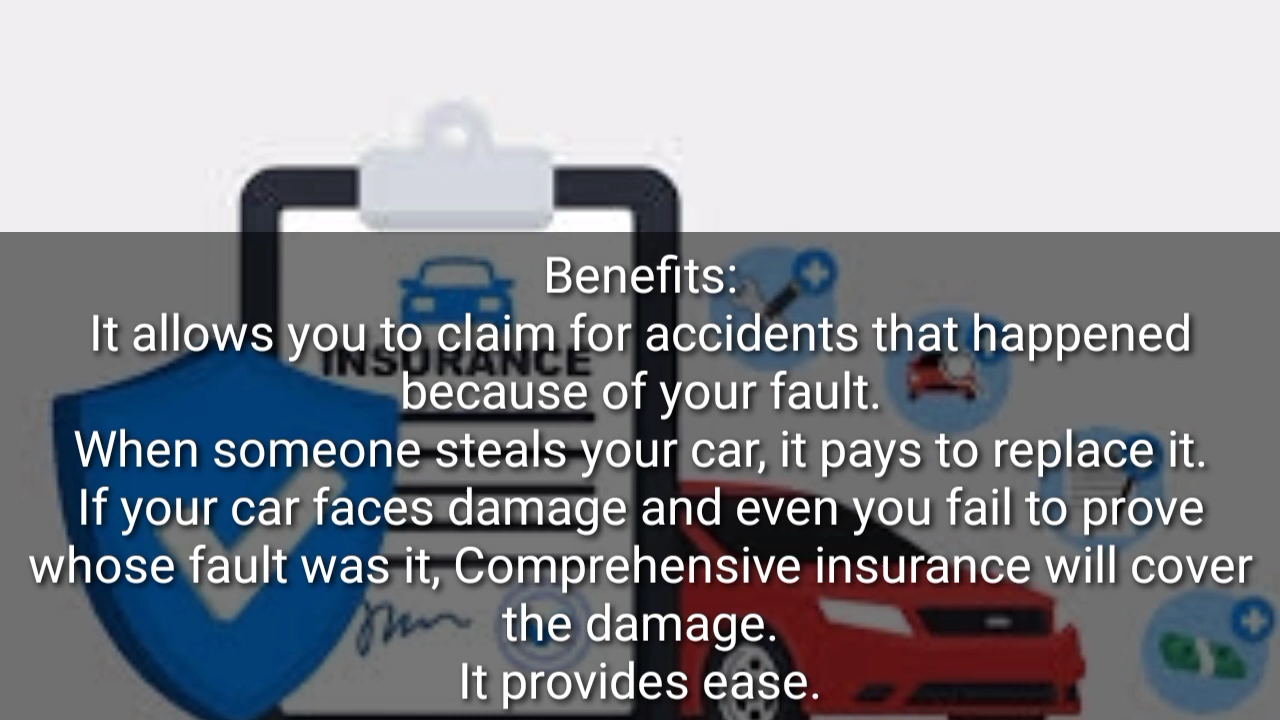 Benefits:
It allows you to claim for accidents that happened
INSURANCE
because of your fault.
When someone steals your car, it pays to replace it.
If your car faces damage and even you fail to prove
whose fault was it, Comprehensive insurance will cover
the damage.
It provides ease.